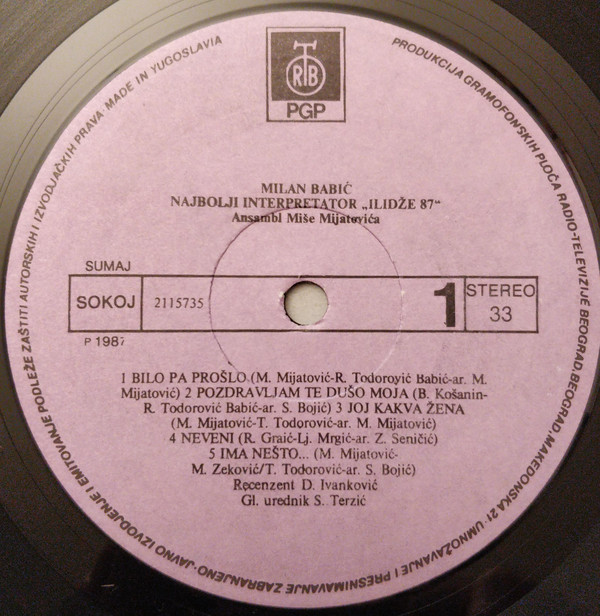 RTB
PGP
PRODUKCIJA GRAMOFONSKIH PLOČA RADIO-TELEVIZIJE BEOGRAD, BEOGRAD, MAKEDONSKA 21 · UMNOŽAVANJE I PRESNIMAVANJE ZABRANJENO · JAVNO IZVODJENJE I EMITOVANJE PODLEŽE ZAŠTITI AUTORSKIH I IZVODJAČKIH PRAVA · MADE IN YUGOSLAVIA
MILAN BABIĆ
NAJBOLJI INTERPRETATOR „ILIDŽE 87“
Ansambl Miše Mijatovića
SUMAJ
SOKOJ 2115735 1 STEREO
33
P 1987
1 BILO PA PROŠLO (M. Mijatović-R. Todorović Babić-ar. M.
Mijatović) 2 POZDRAVLJAM TE DUŠO MOJA (B. Košanin-
R. Todorović Babić-ar. S. Bojić) 3 JOJ KAKVA ŽENA
(M. Mijatović-T. Todorović-ar. M. Mijatović)
4 NEVENI (R. Graić-Lj. Mrgić-ar. Z. Seničić)
5 IMA NEŠTO... (M. Mijatović-
M. Zeković/T. Todorović-ar. S. Bojić)
Recenzent D. Ivanković
Gl. urednik S. Terzić